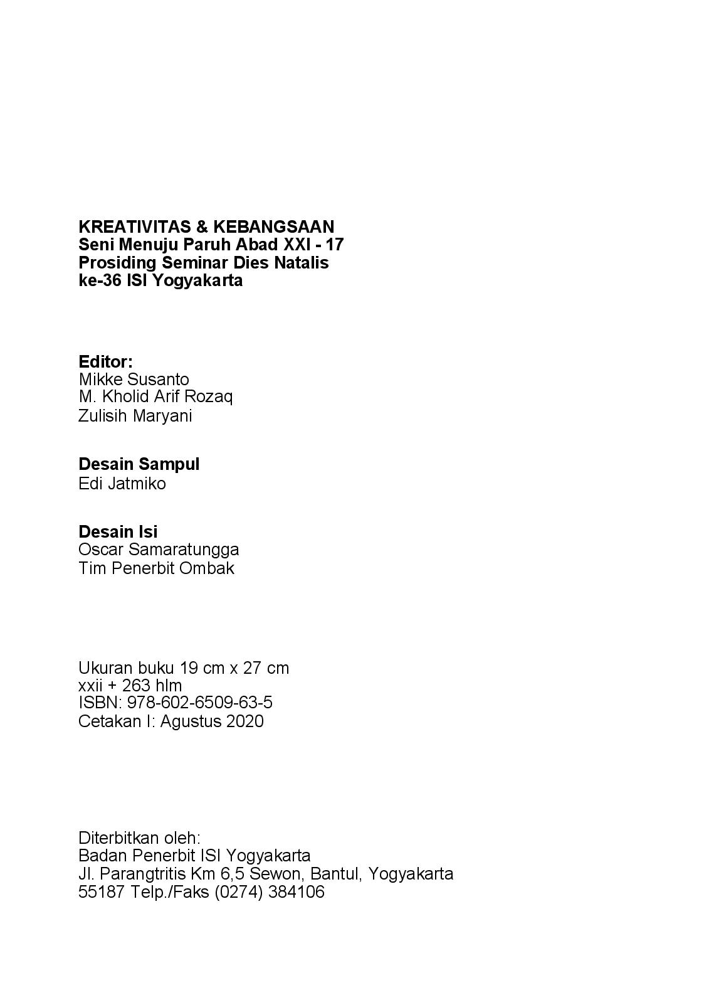 KREATIVITAS & KEBANGSAAN
Seni Menuju Paruh Abad XXI - 17
Prosiding Seminar Dies Natalis
ke-36 ISI Yogyakarta
Editor:
Mikke Susanto
M. Kholid Arif Rozaq
Zulisih Maryani
Desain Sampul
Edi Jatmiko
Desain Isi
Oscar Samaratungga
Tim Penerbit Ombak
Ukuran buku 19 cm x 27 cm
xxii + 263 hlm
ISBN: 978-602-6509-63-5
Cetakan I: Agustus 2020
Diterbitkan oleh:
Badan Penerbit ISI Yogyakarta
Jl. Parangtritis Km 6,5 Sewon, Bantul, Yogyakarta
55187 Telp./Faks (0274) 384106